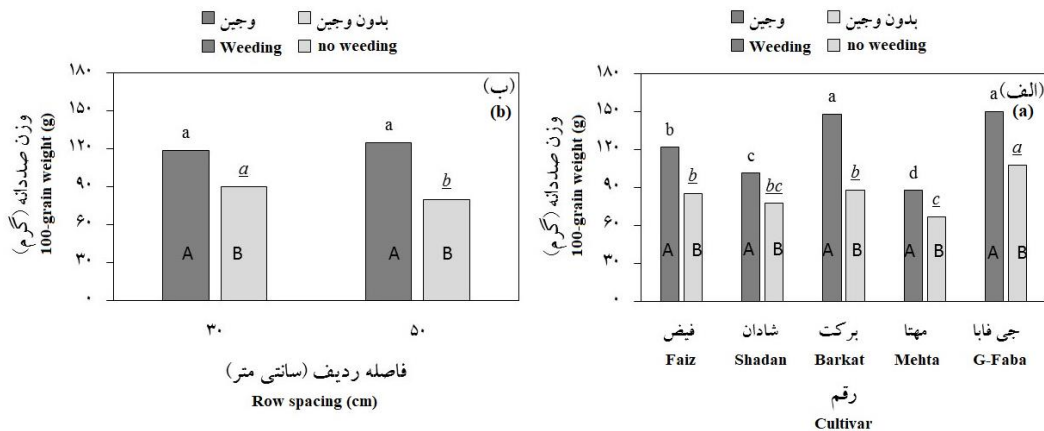 وجین بدون وجین
Weeding no weeding
(ب)
(b)
وزن صددانه (گرم)
100-grain weight (g)
۱۸۰
۱۵۰
۱۲۰
۹۰
۶۰
۳۰
۰
a a a b
A B A B
۳۰ ۵۰
فاصله ردیف (سانتی متر)
Row spacing (cm)
وجین بدون وجین
Weeding no weeding
(الف)
(a)
وزن صددانه (گرم)
100-grain weight (g)
۱۸۰
۱۵۰
۱۲۰
۹۰
۶۰
۳۰
۰
b b c bc a b d c a a
A B A B A B A B A B
فیض شادان برکت مهتا جی فابا
Faiz Shadan Barkat Mehta G-Faba
رقم
Cultivar